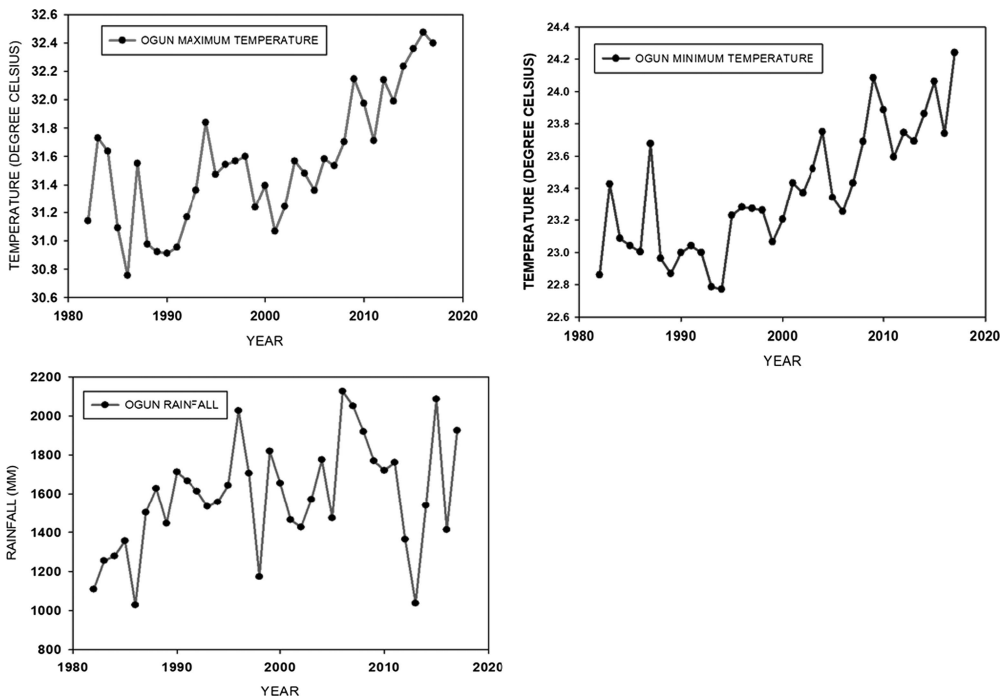 32.6
32.4
32.2
32.0
31.8
31.6
31.4
31.2
31.0
30.8
30.6
TEMPERATURE (DEGREE CELSIUS)
OGUN MAXIMUM TEMPERATURE
1980 1990 2000 2010 2020
YEAR
24.4
24.2
24.0
23.8
23.6
23.4
23.2
23.0
22.8
22.6
TEMPERATURE (DEGREE CELSIUS)
OGUN MINIMUM TEMPERATURE
1980 1990 2000 2010 2020
YEAR
2200
2000
1800
1600
1400
1200
1000
800
RAINFALL (MM)
OGUN RAINFALL
1980 1990 2000 2010 2020
YEAR